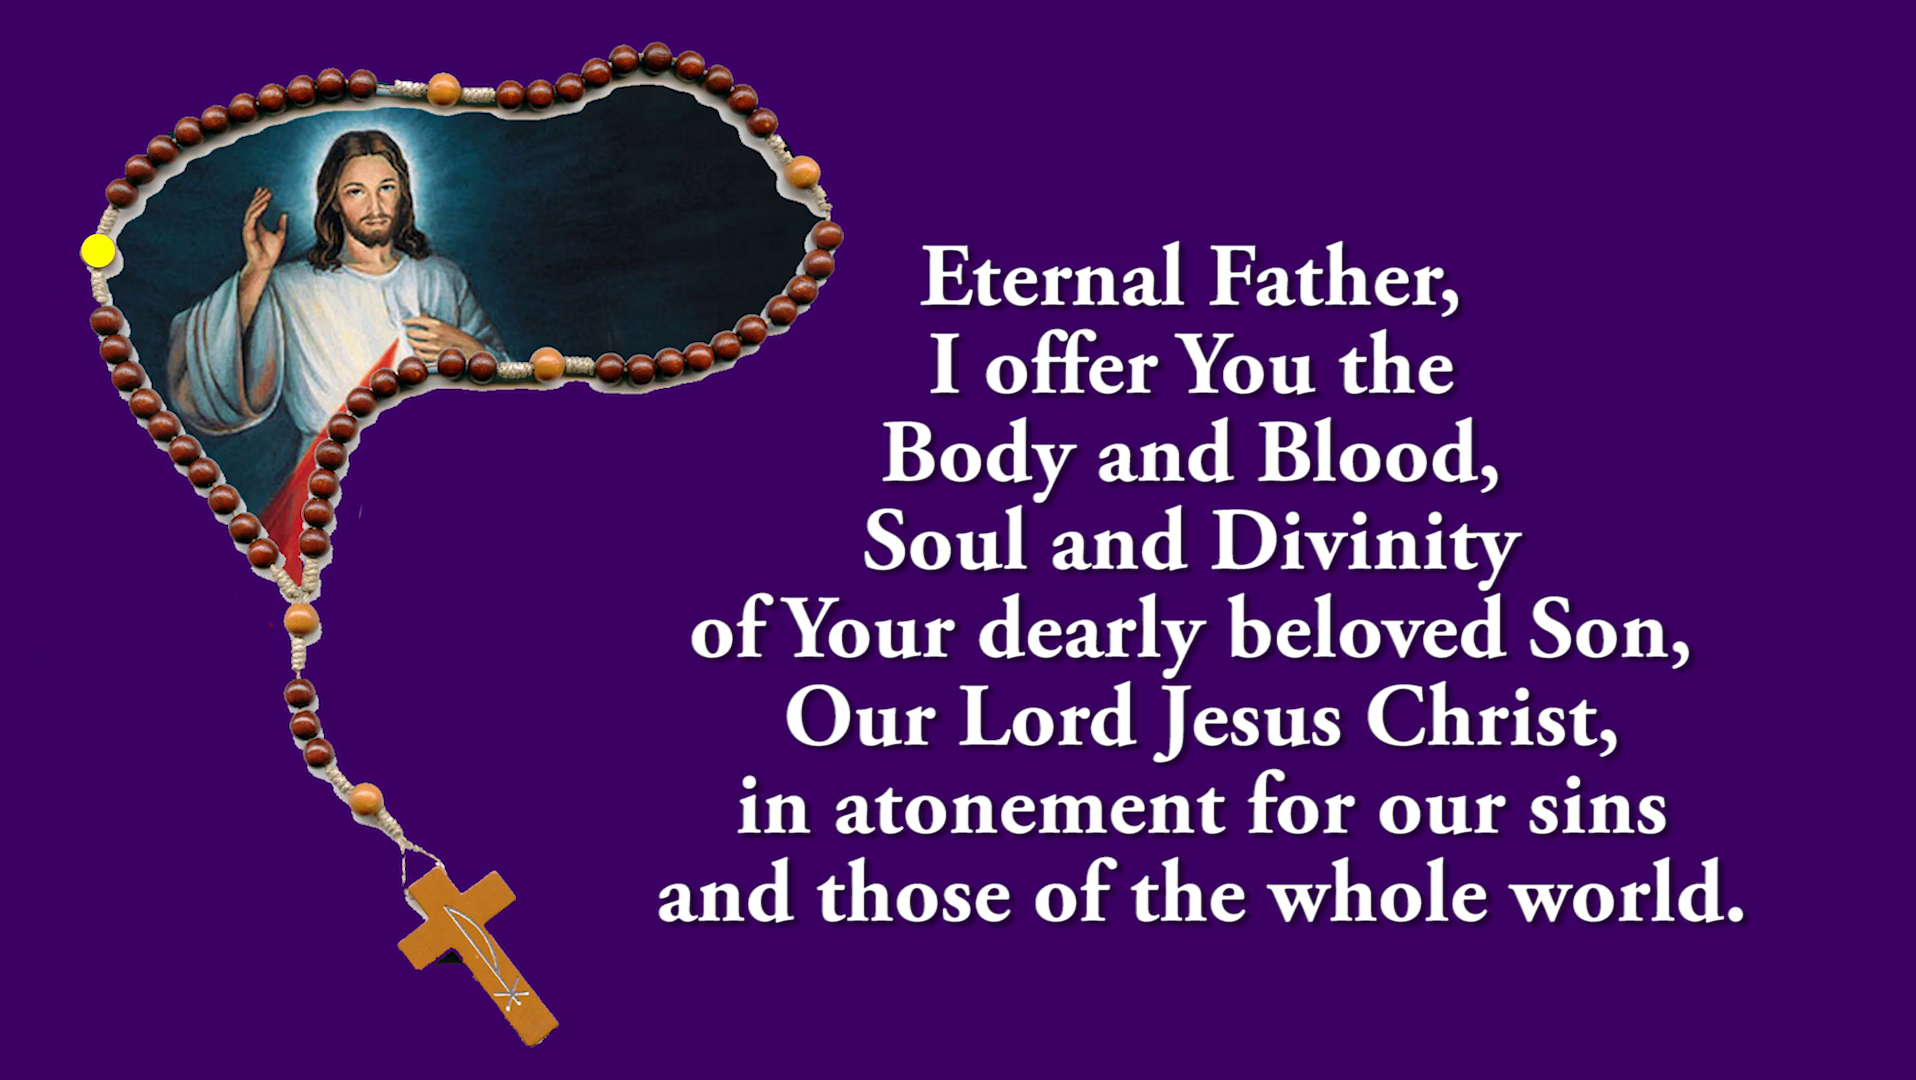 Eternal Father,
I offer You the
Body and Blood,
Soul and Divinity
of Your dearly beloved Son,
Our Lord Jesus Christ,
in atonement for our sins
and those of the whole world.